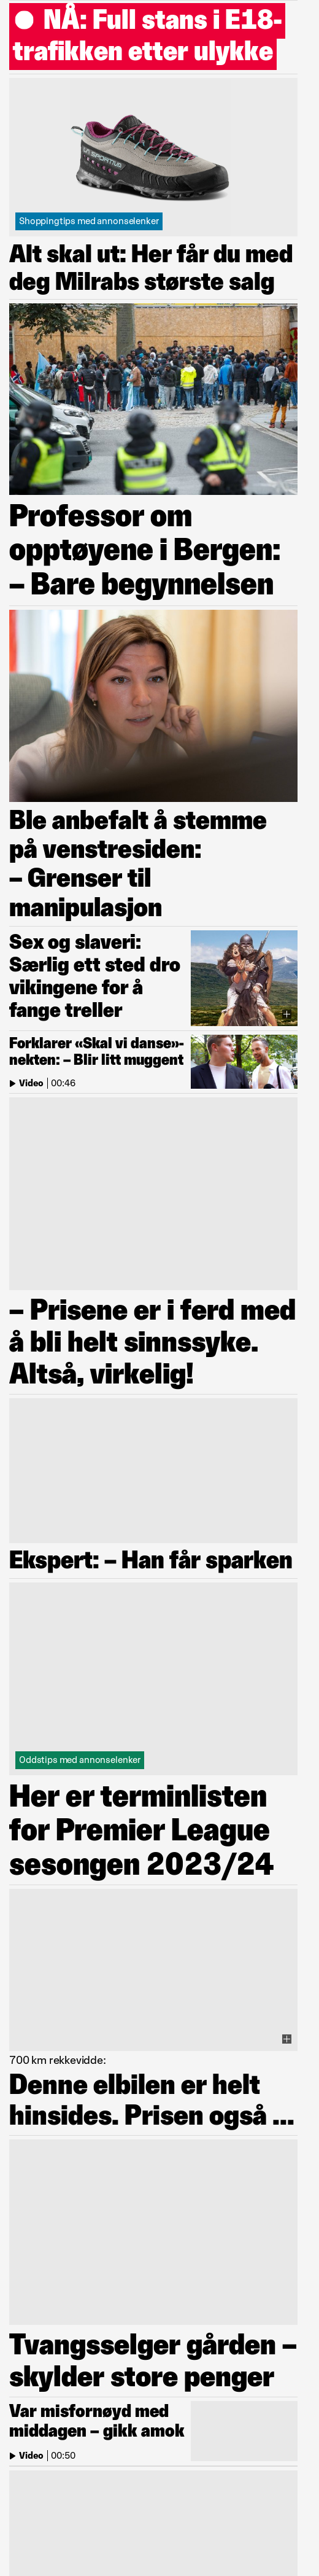 NÅ: Full stans i E18-
trafikken etter ulykke
Shoppingtips med annonselenker
Alt skal ut: Her får du med
deg Milrabs største salg
Professor om
opptøyene i Bergen:
– Bare begynnelsen
Ble anbefalt å stemme
på venstresiden:
– Grenser til
manipulasjon
Sex og slaveri:
Særlig ett sted dro
vikingene for å
fange treller
Forklarer «Skal vi danse»-
nekten: – Blir litt muggent
Video | 00:46
– Prisene er i ferd med
å bli helt sinnssyke.
Altså, virkelig!
Ekspert: – Han får sparken
Oddstips med annonselenker
Her er terminlisten
for Premier League
sesongen 2023/24
700 km rekkevidde:
Denne elbilen er helt
hinsides. Prisen også ...
Tvangsselger gården –
skylder store penger
Var misfornøyd med
middagen – gikk amok
Video | 00:50